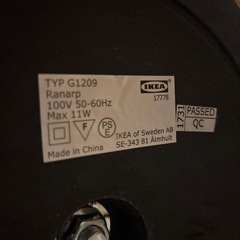 TYP G1209
Ranarp
100V 50-60Hz
Max 11W
F
PS
E
Made in China
IKEA
17778
IKEA of Sweden AB
SE-343 81 Älmhult
1731
PASSED
QC